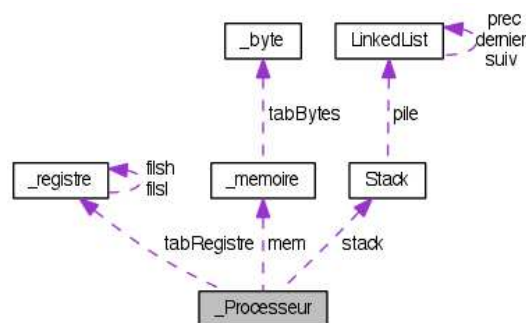 prec
_byte
LinkedList
dernier
suiv
tabBytes
pile
filsh
_registre
_memoire
Stack
filsl
tabRegistre
mem
stack
_Processeur